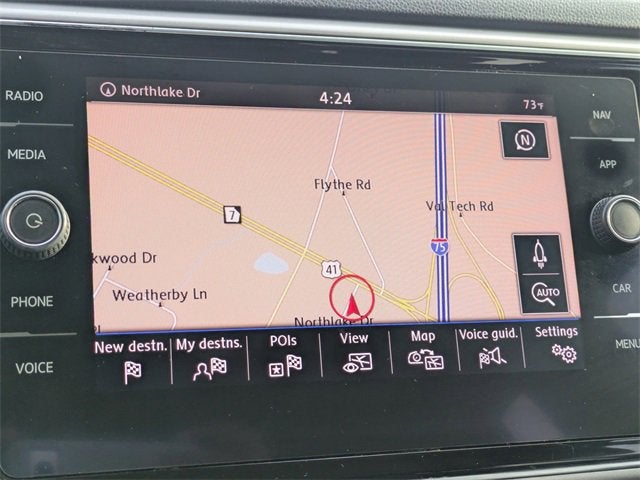 RADIO
MEDIA
PHONE
VOICE
Northlake Dr
4:24
73°F
N
Flythe Rd
Val Tech Rd
7
75
41
kwood Dr
Weatherby Ln
Northlake Dr
AUTO
New destn.
My destns.
POIs
View
Map
Voice guid.
Settings
NAV
APP
CAR
MENU